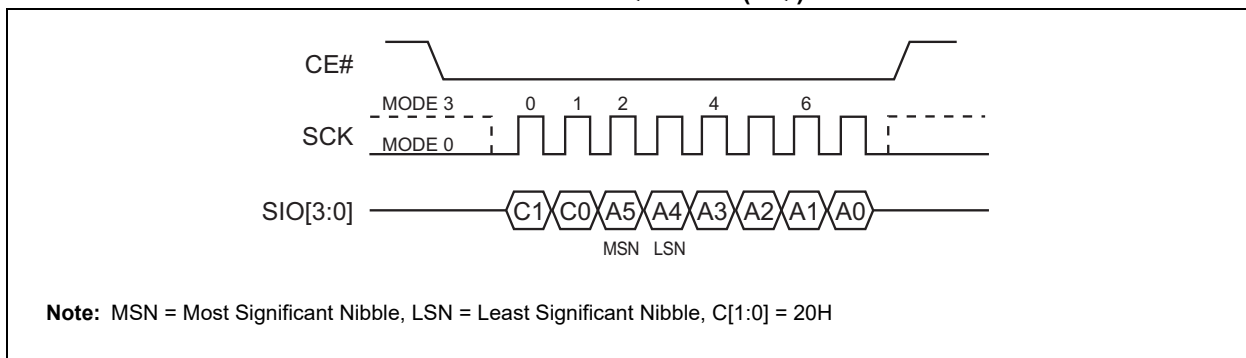 CE#
MODE 3 0 1 2 4 6
SCK
MODE 0
SIO[3:0] C1 C0 A5 A4 A3 A2 A1 A0
MSN LSN
Note: MSN = Most Significant Nibble, LSN = Least Significant Nibble, C[1:0] = 20H